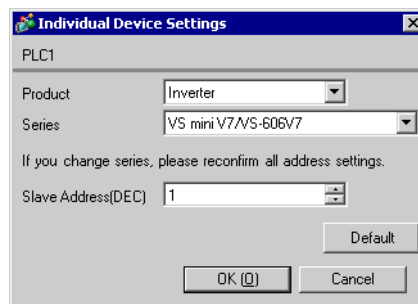 Individual Device Settings
PLC1
Product Inverter
Series VS mini V7/VS-606V7
If you change series, please reconfirm all address settings.
Slave Address(DEC) 1
Default
OK (O) Cancel